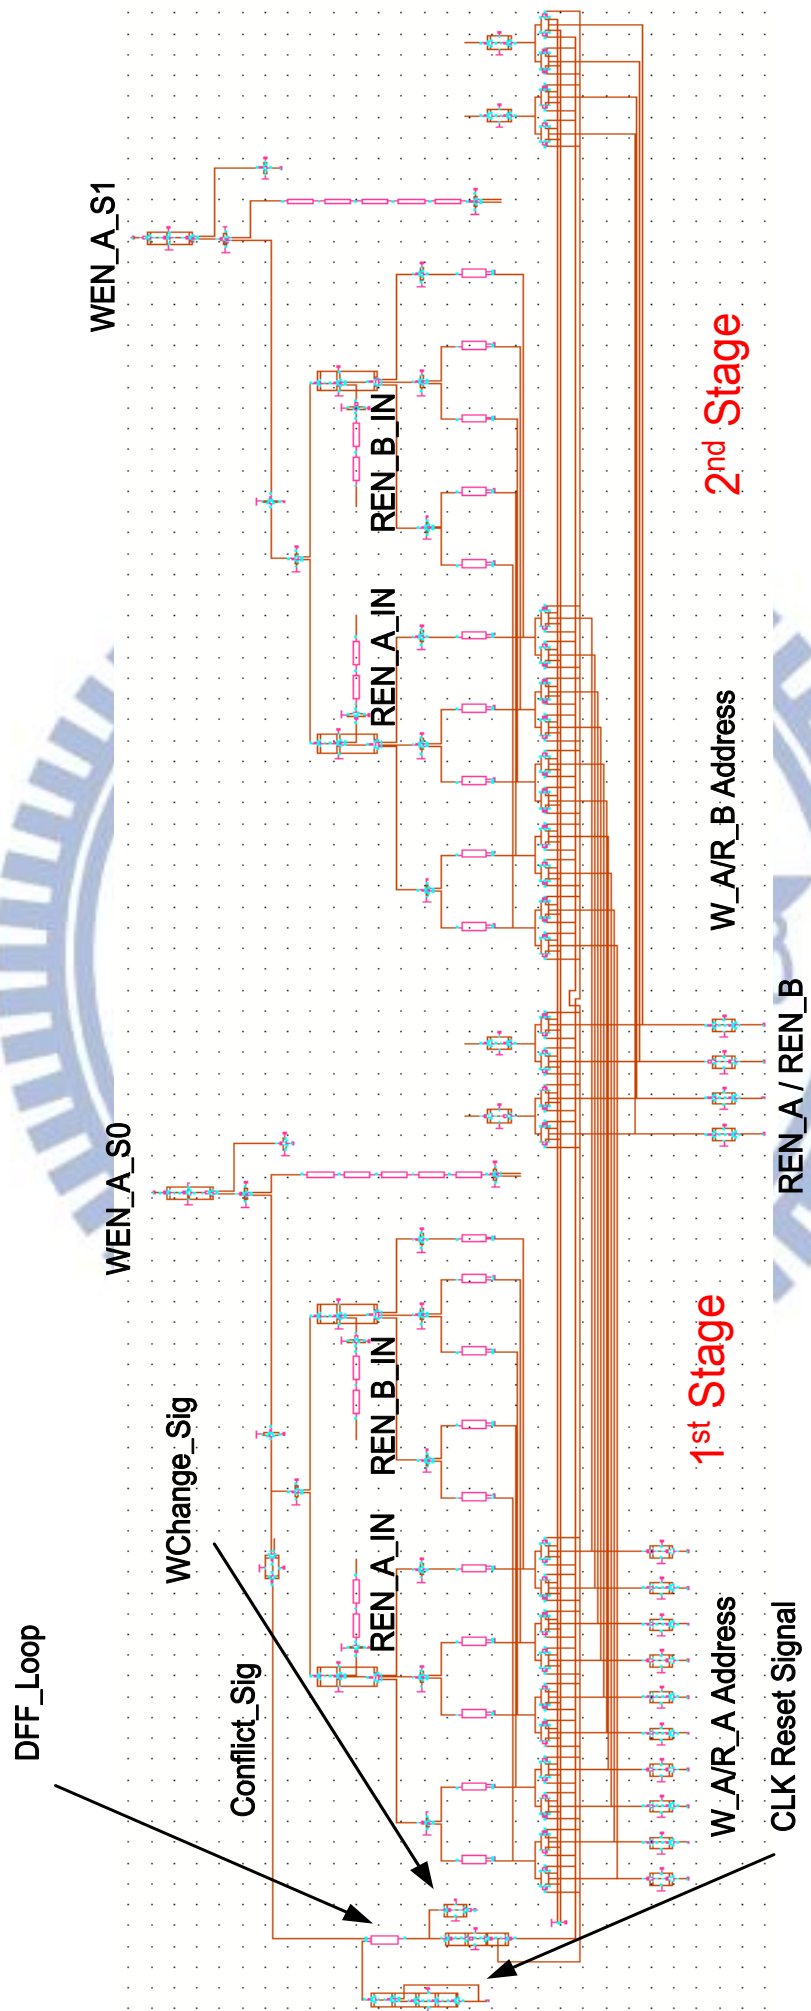 DFF_Loop
WChange_Sig
Conflict_Sig
WEN_A_S0
WEN_A_S1
REN_A_IN
REN_B_IN
REN_A_IN
REN_B_IN
1st Stage
2nd Stage
W_A/R_A Address
W_A/R_B Address
CLK Reset Signal
REN_A / REN_B